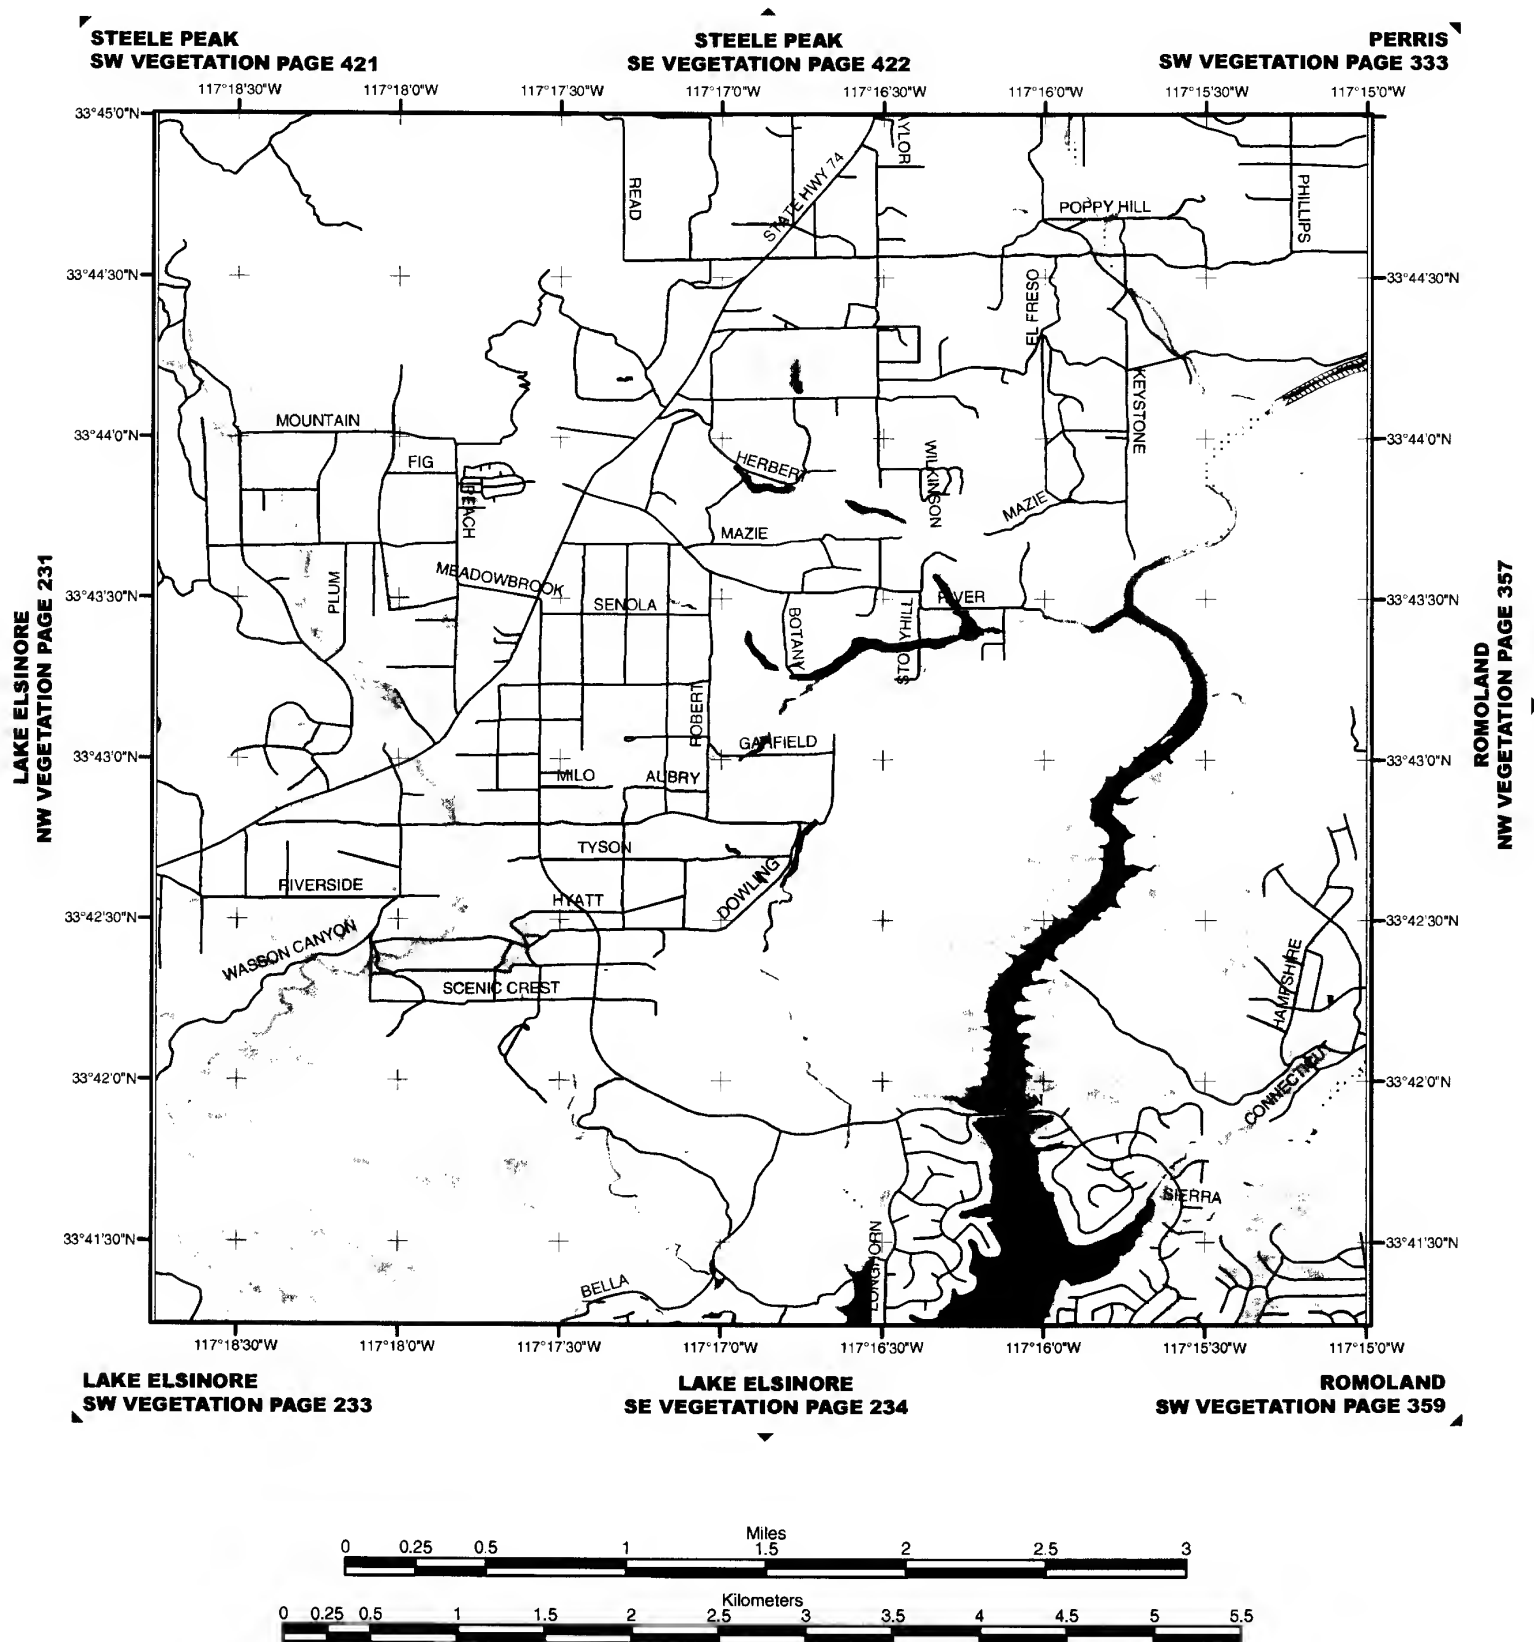 STEELE PEAK
SW VEGETATION PAGE 421
STEELE PEAK
SE VEGETATION PAGE 422
PERRIS
SW VEGETATION PAGE 333
117°18'30"W 117°18'0"W 117°17'30"W 117°17'0"W 117°16'30"W 117°16'0"W 117°15'30"W 117°15'0"W
33°45'0"N
AYLOR
STATE HWY 74
READ
PHILLIPS
POPPY HILL
33°44'30"N 33°44'30"N
EL FRESO
KEYSTONE
MOUNTAIN
33°44'0"N 33°44'0"N
FIG
HERBERT
WILKINSON
BEACH
MAZIE
MAZIE
MEADOWBROOK
PLUM
33°43'30"N 33°43'30"N
SENOLA
RIVER
BOTANY
STONYHILL
ROBERT
GARFIELD
33°43'0"N 33°43'0"N
MILO
AUBRY
TYSON
DOWLING
RIVERSIDE
HYATT
33°42'30"N 33°42'30"N
WASSON CANYON
HAMPSHIRE
SCENIC CREST
33°42'0"N 33°42'0"N
CONNECTICUT
SIERRA
33°41'30"N 33°41'30"N
LONGHORN
BELLA
117°18'30"W 117°18'0"W 117°17'30"W 117°17'0"W 117°16'30"W 117°16'0"W 117°15'30"W 117°15'0"W
LAKE ELSINORE
NW VEGETATION PAGE 231
ROMOLAND
NW VEGETATION PAGE 357
LAKE ELSINORE
SW VEGETATION PAGE 233
LAKE ELSINORE
SE VEGETATION PAGE 234
ROMOLAND
SW VEGETATION PAGE 359
Miles
0 0.25 0.5 1 1.5 2 2.5 3
Kilometers
0 0.25 0.5 1 1.5 2 2.5 3 3.5 4 4.5 5 5.5